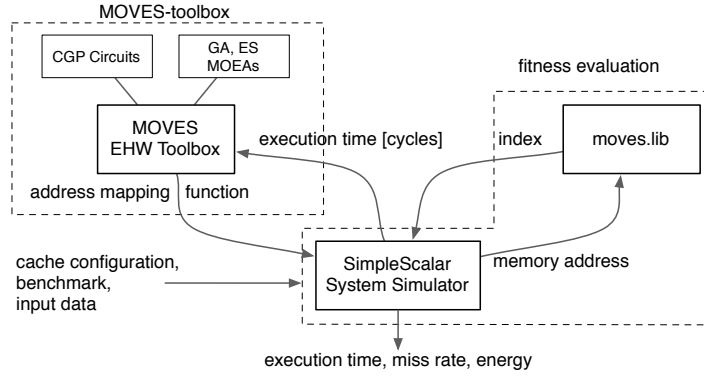 MOVES-toolbox
CGP Circuits
GA, ES
MOEAs
fitness evaluation
MOVES
EHW Toolbox
execution time [cycles]
index
moves.lib
address mapping function
cache configuration,
benchmark,
input data
SimpleScalar
System Simulator
memory address
execution time, miss rate, energy